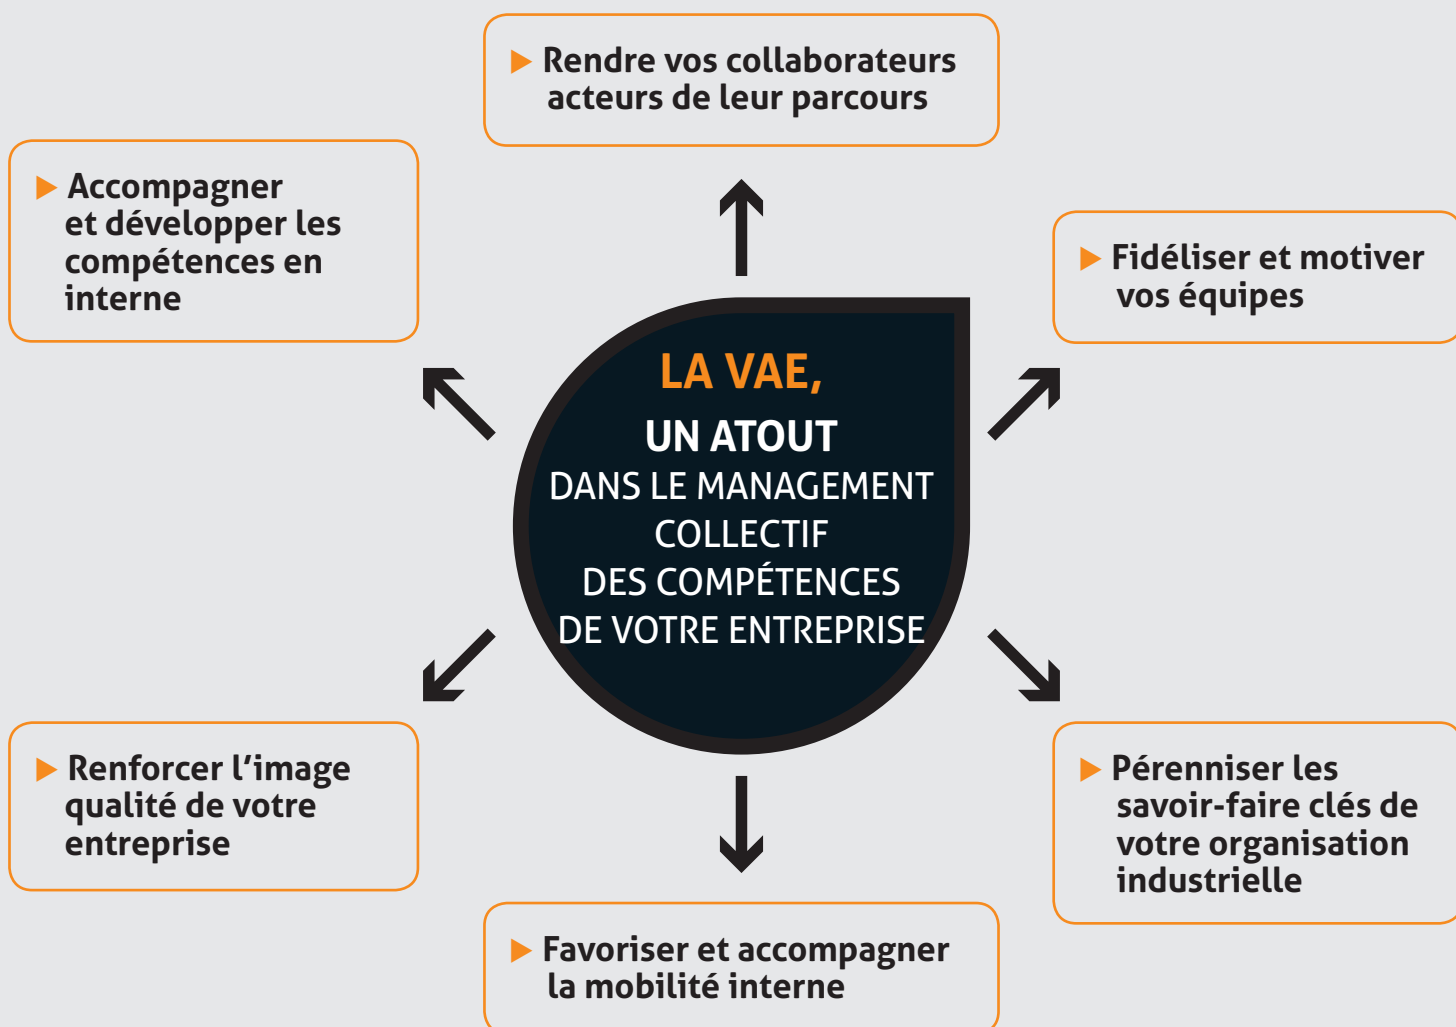 Rendre vos collaborateurs
acteurs de leur parcours
Accompagner
et développer les
compétences en
interne
Fidéliser et motiver
vos équipes
LA VAE,
UN ATOUT
DANS LE MANAGEMENT
COLLECTIF
DES COMPÉTENCES
DE VOTRE ENTREPRISE
Renforcer l’image
qualité de votre
entreprise
Pérenniser les
savoir-faire clés de
votre organisation
industrielle
Favoriser et accompagner
la mobilité interne